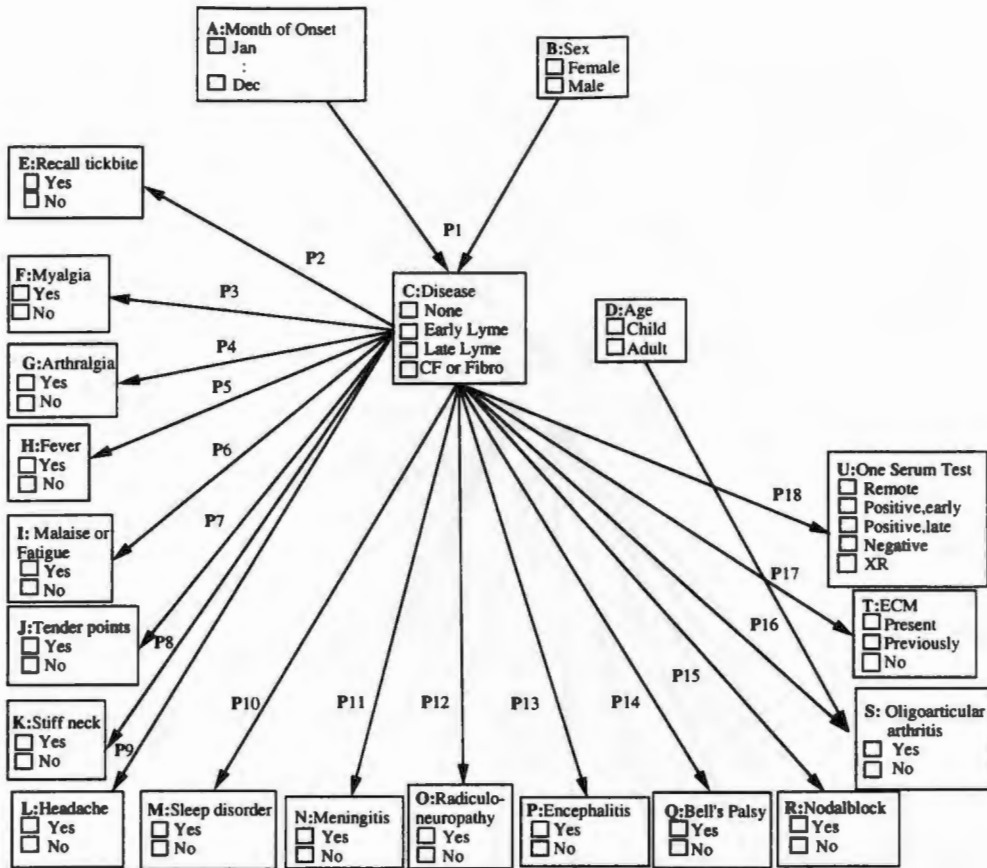 A:Month of Onset
Jan
:
Dec
B:Sex
Female
Male
E:Recall tickbite
Yes
No
P1
P2
F:Myalgia
Yes
No
P3
C:Disease
None
Early Lyme
Late Lyme
CF or Fibro
D:Age
Child
Adult
G:Arthralgia
Yes
No
P4
P5
H:Fever
Yes
No
P6
U:One Serum Test
Remote
Positive,early
Positive,late
Negative
XR
P18
I: Malaise or
Fatigue
Yes
No
P7
P17
T:ECM
Present
Previously
No
J:Tender points
Yes
No
P8
P16
P15
K:Stiff neck
Yes
No
P9
P10
P11
P12
P13
P14
S: Oligoarticular
arthritis
Yes
No
L:Headache
Yes
No
M:Sleep disorder
Yes
No
N:Meningitis
Yes
No
O:Radiculo-
neuropathy
Yes
No
P:Encephalitis
Yes
No
Q:Bell's Palsy
Yes
No
R:Nodalblock
Yes
No